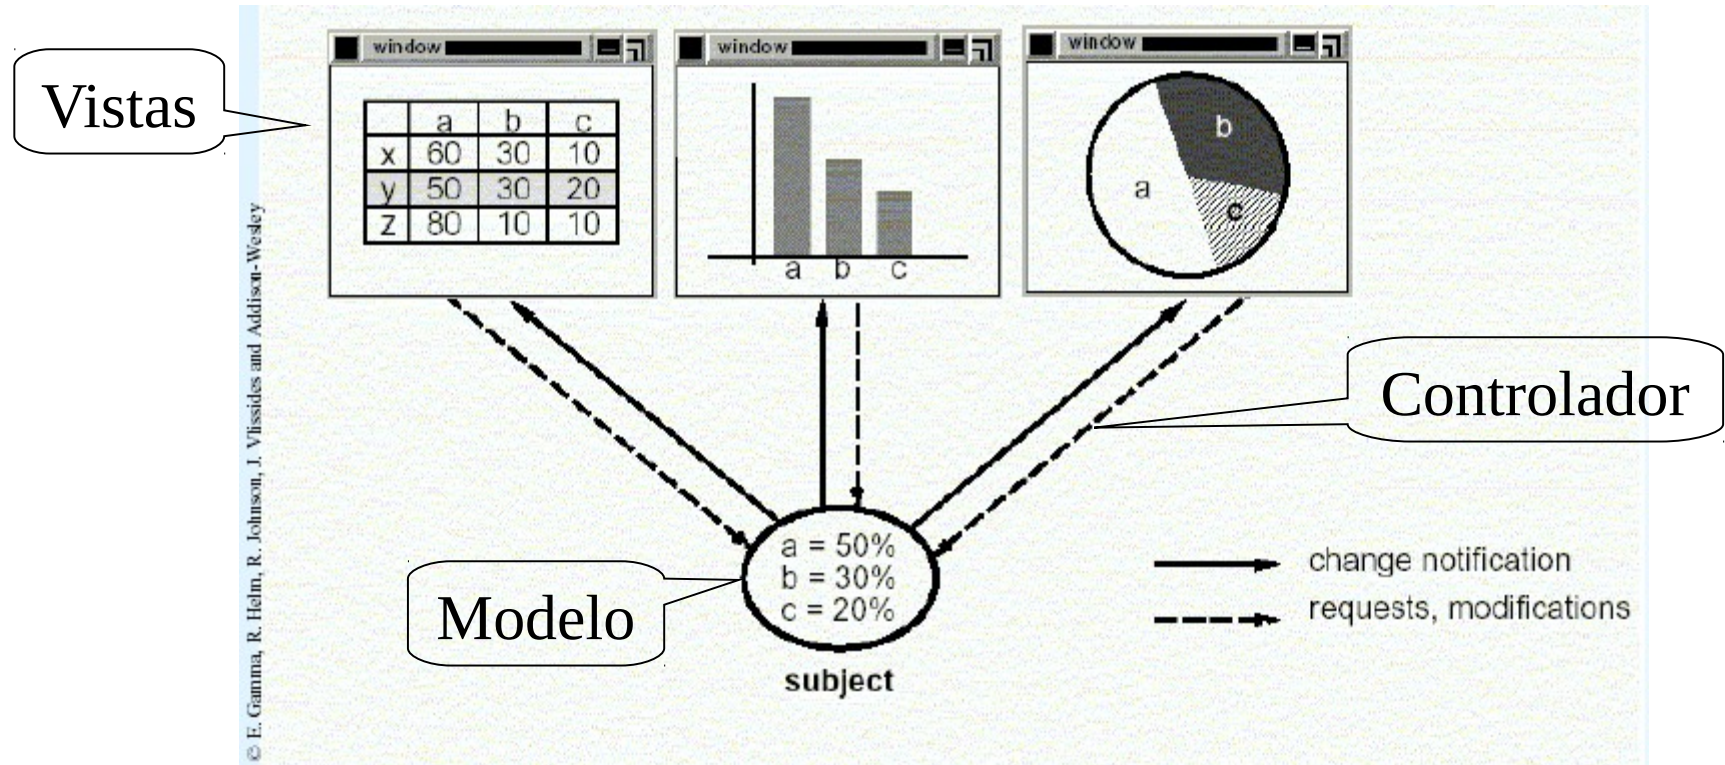 Vistas
window
window
window
a b c
x 60 30 10
y 50 30 20
z 80 10 10
a b c
a
b
c
Controlador
Modelo
a = 50%
b = 30%
c = 20%
subject
change notification
requests, modifications
© E. Gamma, R. Helm, R. Johnson, J. Vlissides and Addison-Wesley